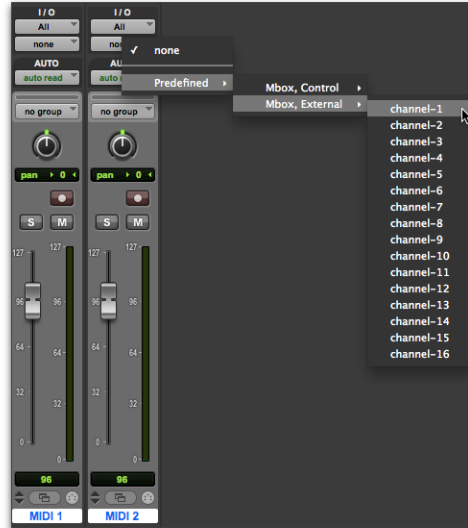 I / O
I / O
All
All
none
non
✓ none
AUTO
AU
auto read
auto r
Predefined
Mbox, Control
Mbox, External
no group
no group
channel-1
channel-2
channel-3
channel-4
channel-5
channel-6
channel-7
channel-8
channel-9
channel-10
channel-11
channel-12
channel-13
channel-14
channel-15
channel-16
pan 0
pan 0
S M
S M
127 127
127 127
96 96
96 96
64 64
64 64
32 32
32 32
0 0
0 0
96
96
MIDI 1
MIDI 2